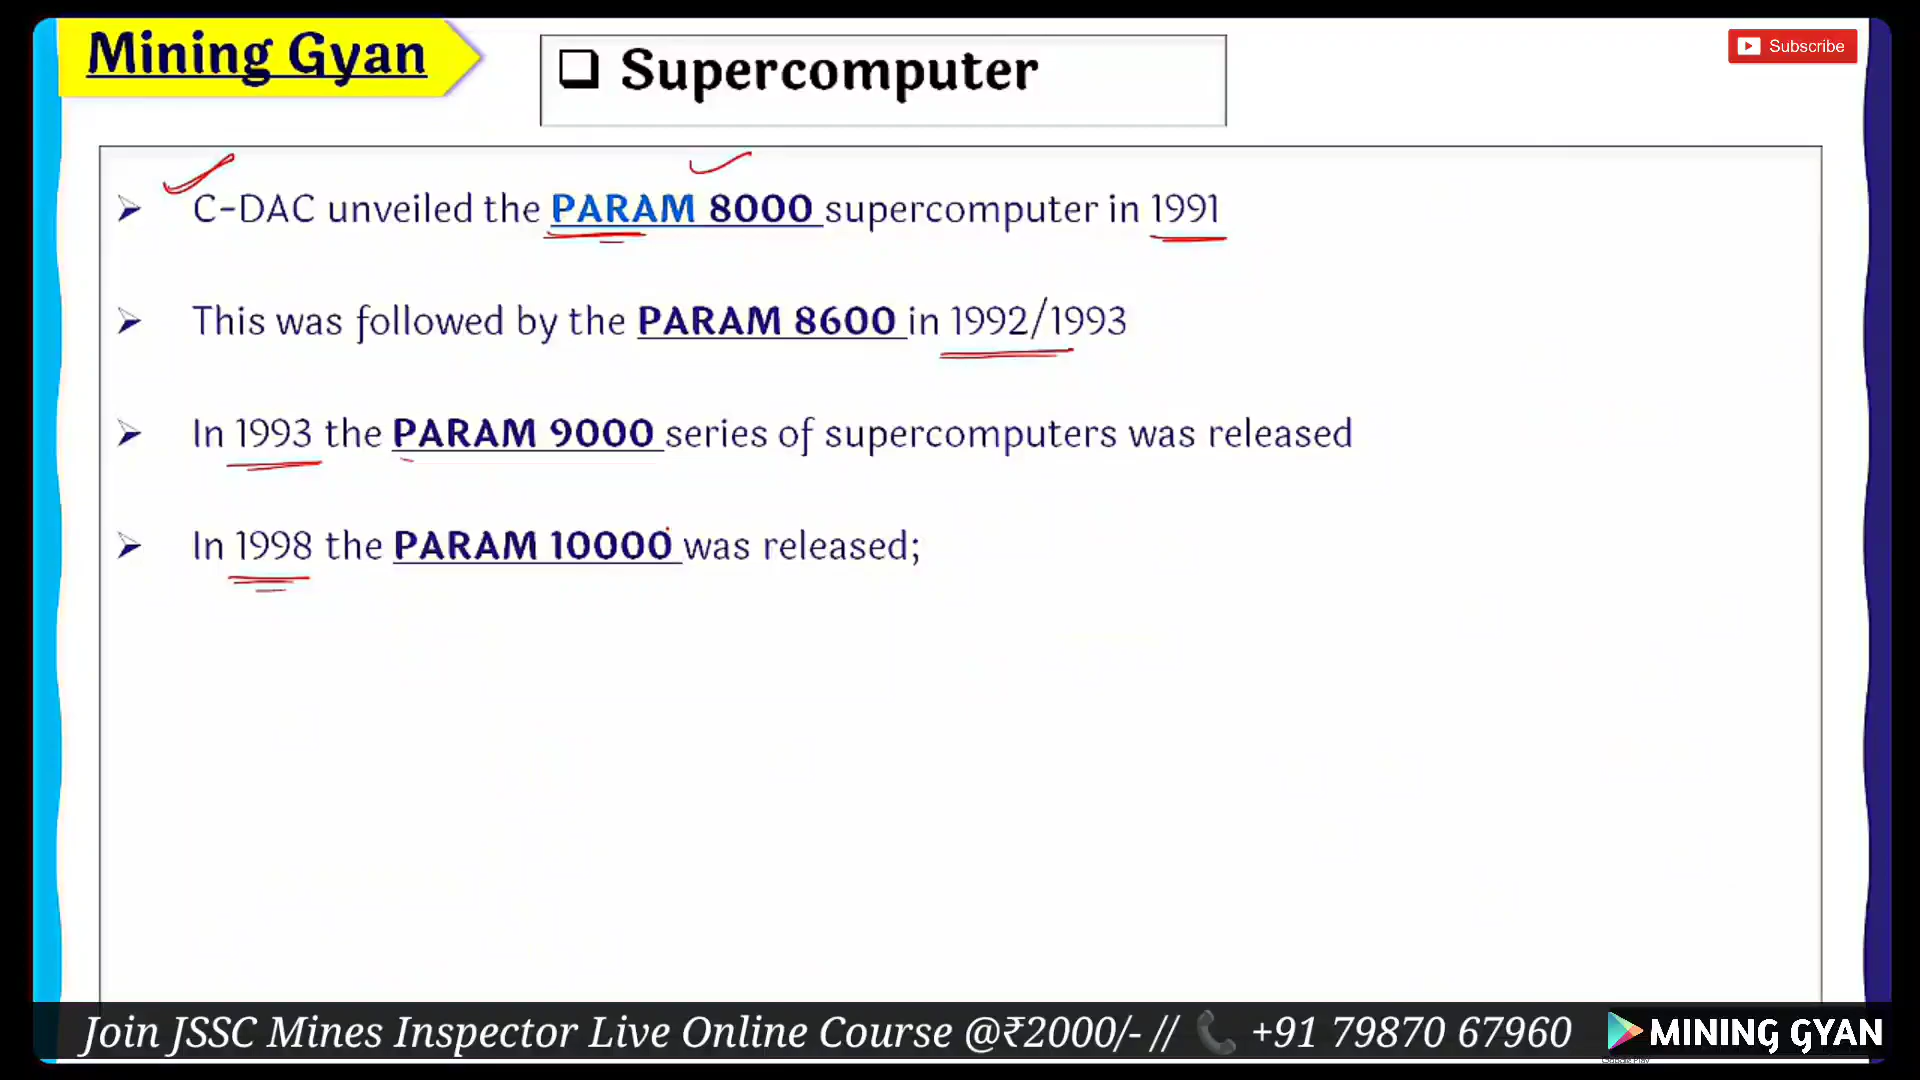 Mining Gyan
Supercomputer
Subscribe
C-DAC unveiled the PARAM 8000 supercomputer in 1991
This was followed by the PARAM 8600 in 1992/1993
In 1993 the PARAM 9000 series of supercomputers was released
In 1998 the PARAM 10000 was released;
Join JSSC Mines Inspector Live Online Course @₹2000/- // 📞 +91 79870 67960
MINING GYAN
Google Play